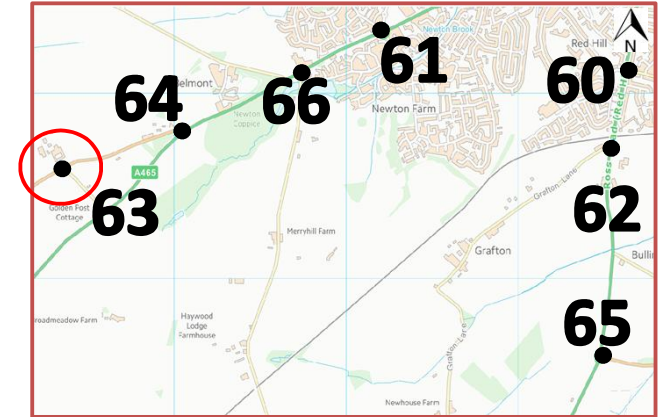 Newton Brook
61
Red Hill
N
60
Belmont
64
66
Newton
Coppice
Newton Farm
A465
63
Golden Post
Cottage
62
Grafton Lane
Merryhill Farm
Grafton
Bullin
roadmeadow Farm
Haywood
Lodge
Farmhouse
65
Grafton Lane
Newhouse Farm